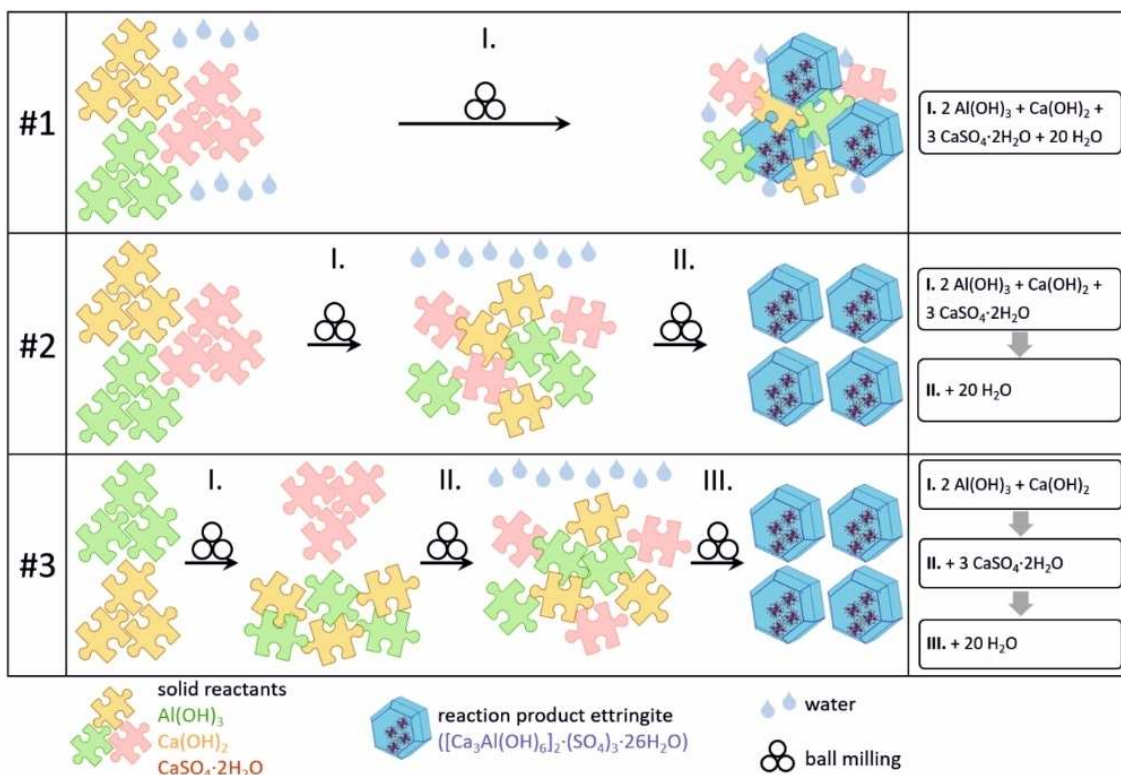 #1
I.
I. 2 Al(OH)₃ + Ca(OH)₂ +
3 CaSO₄·2H₂O + 20 H₂O
#2
I.
II.
I. 2 Al(OH)₃ + Ca(OH)₂ +
3 CaSO₄·2H₂O
II. + 20 H₂O
#3
I.
II.
III.
I. 2 Al(OH)₃ + Ca(OH)₂
II. + 3 CaSO₄·2H₂O
III. + 20 H₂O
solid reactants
Al(OH)₃
Ca(OH)₂
CaSO₄·2H₂O
reaction product ettringite
([Ca₃Al(OH)₆]₂·(SO₄)₃·26H₂O)
water
ball milling